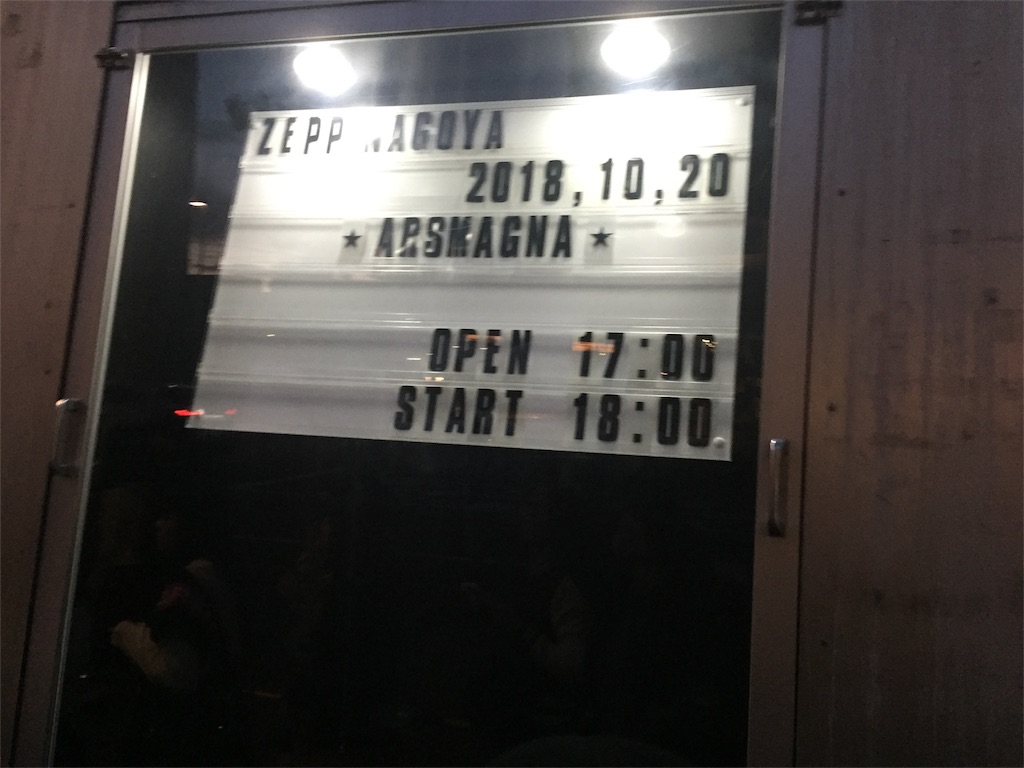 ZEPP NAGOYA
2018,10,20
★ ARSMAGNA ★
OPEN 17:00
START 18:00